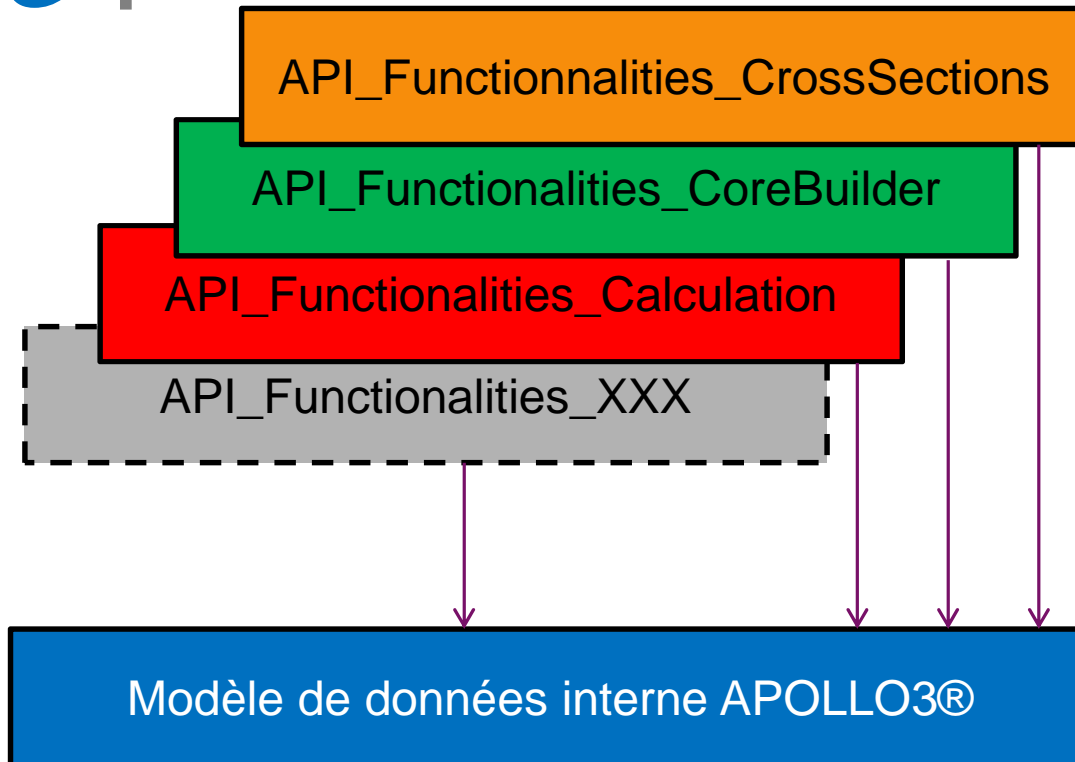 API_Functionnalities_CrossSections
API_Functionalities_CoreBuilder
API_Functionalities_Calculation
API_Functionalities_XXX
Modèle de données interne APOLLO3®